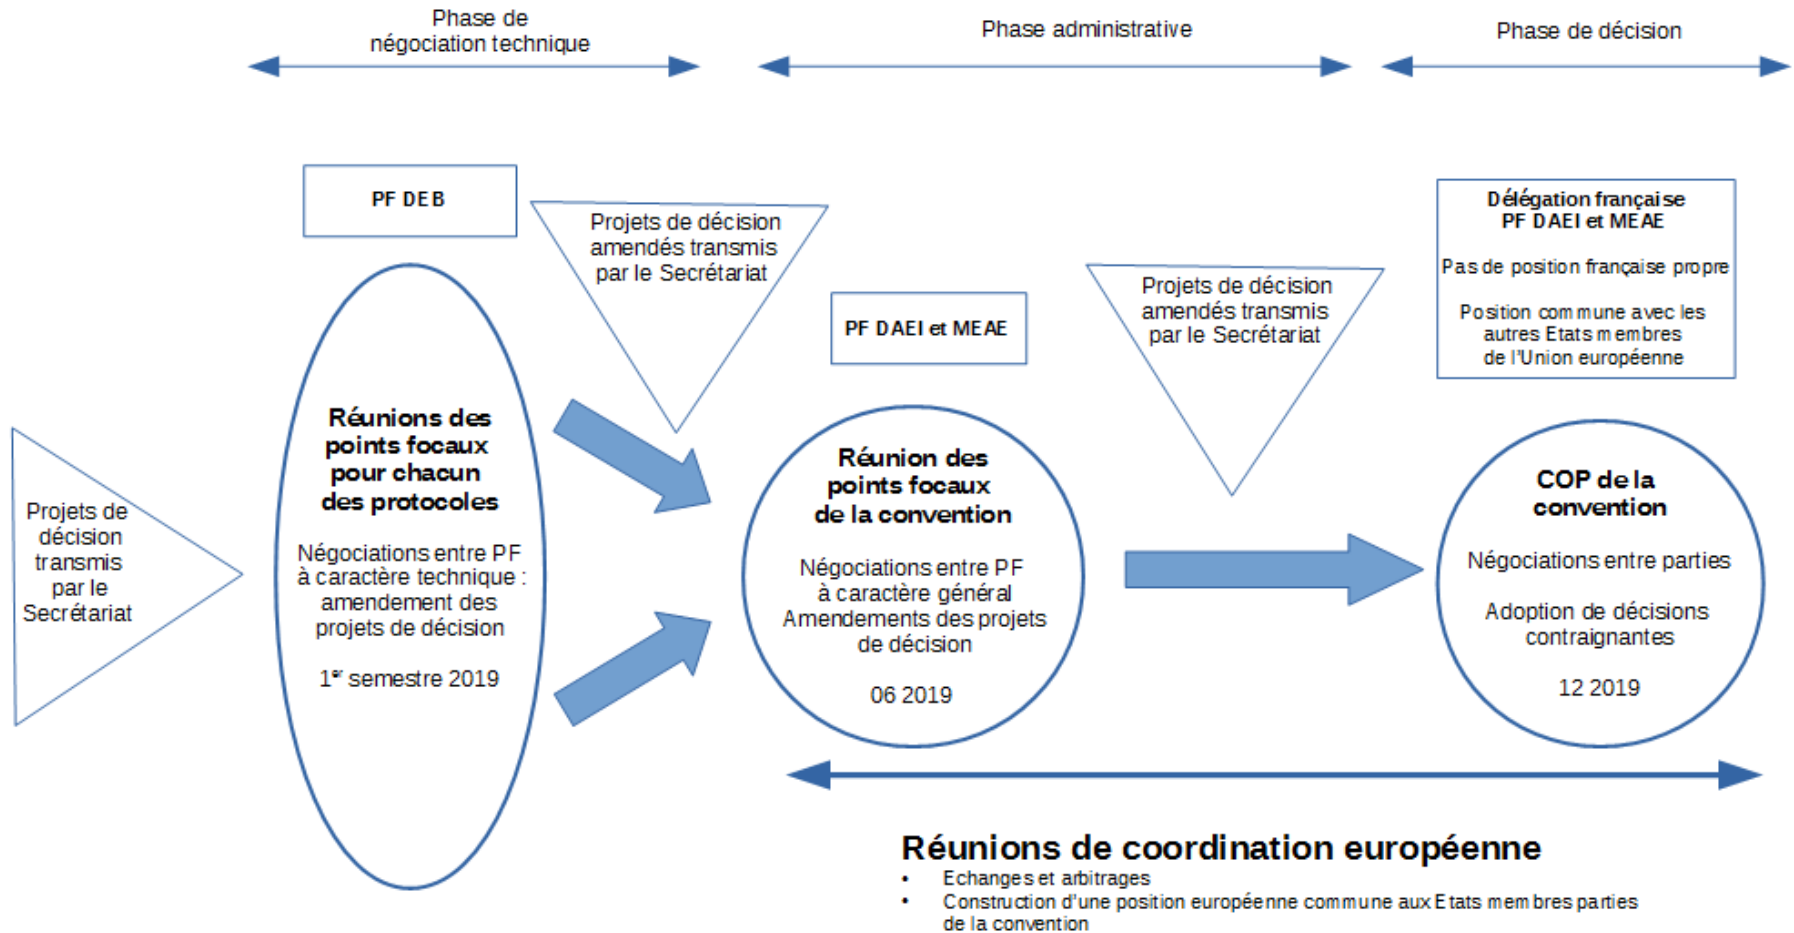 Phase de
négociation technique
Phase administrative
Phase de décision
PF DEB
Projets de décision
amendés transmis
par le Secrétariat
PF DAEI et MEAE
Projets de décision
amendés transmis
par le Secrétariat
Délégation française
PF DAEI et MEAE
Pas de position française propre
Position commune avec les
autres Etats membres
de l'Union européenne
Projets de
décision
transmis
par le
Secrétariat
Réunions des
points focaux
pour chacun
des protocoles
Négociations entre PF
à caractère technique :
amendement des
projets de décision
1er semestre 2019
Réunion des
points focaux
de la convention
Négociations entre PF
à caractère général
Amendements des projets
de décision
06 2019
COP de la
convention
Négociations entre parties
Adoption de décisions
contraignantes
12 2019
Réunions de coordination européenne
• Echanges et arbitrages
• Construction d'une position européenne commune aux Etats membres parties
de la convention